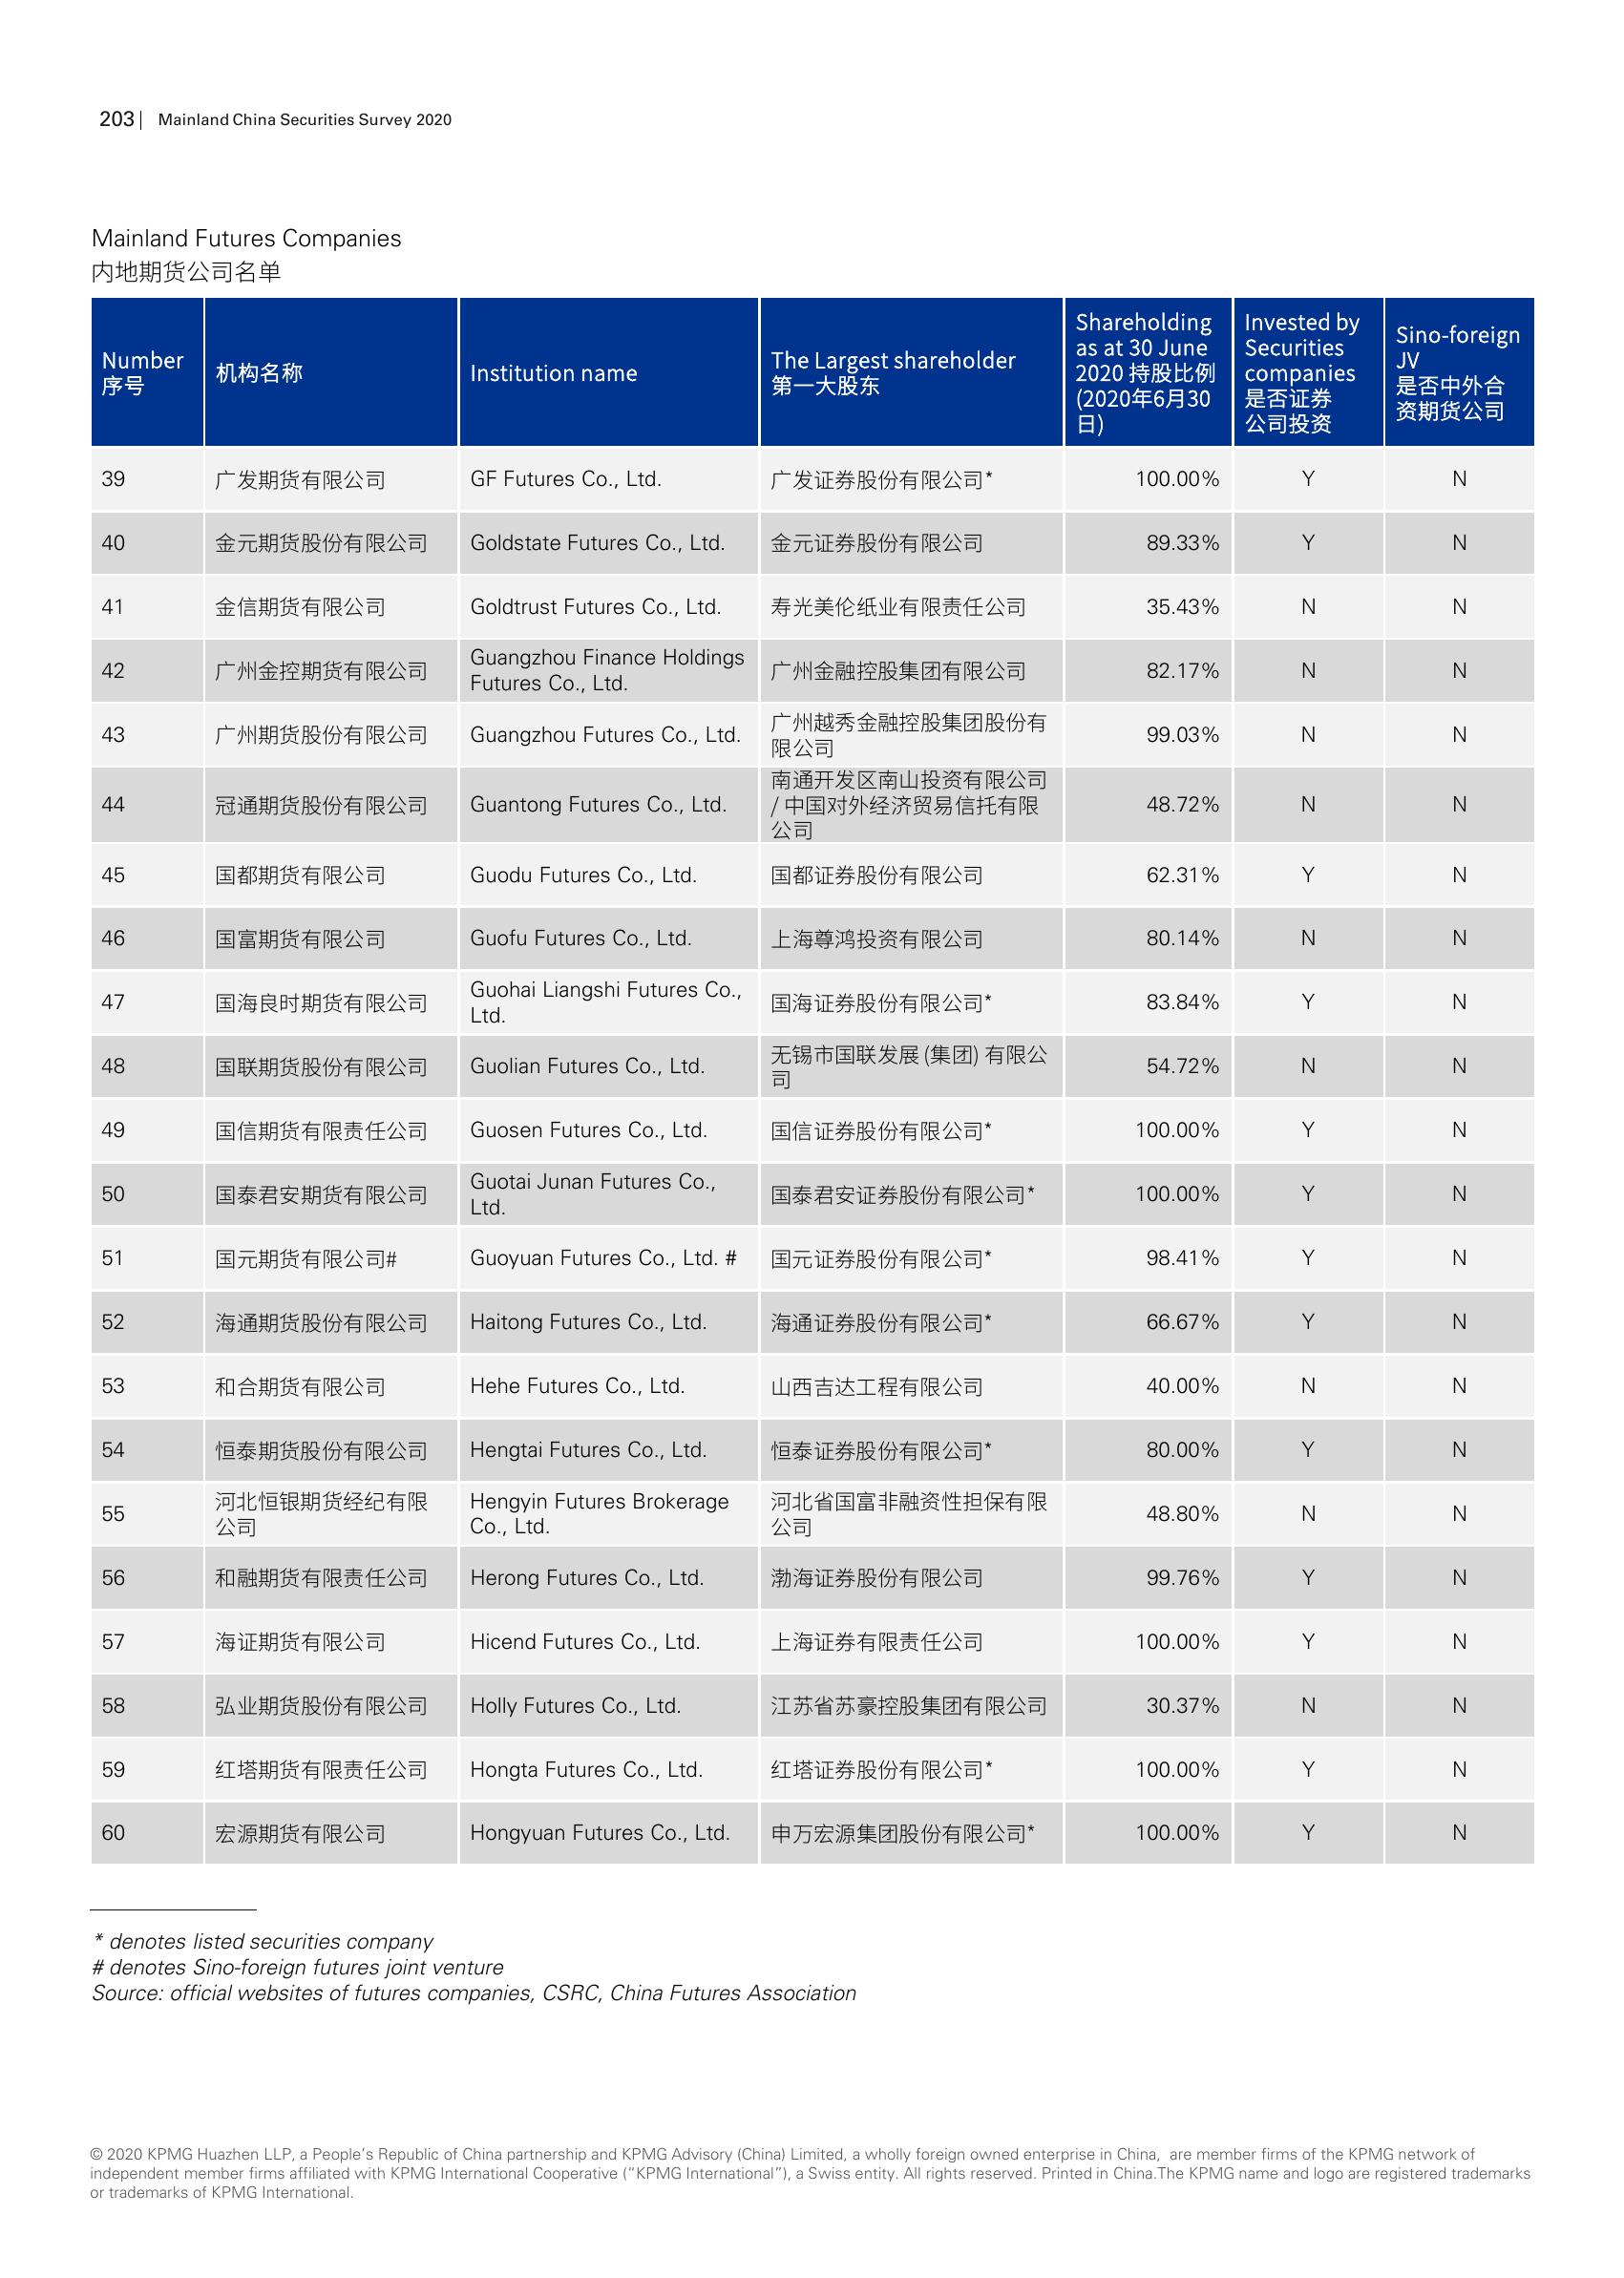 203 | Mainland China Securities Survey 2020
Mainland Futures Companies
内地期货公司名单
Number 序号 机构名称 Institution name The Largest shareholder 第一大股东 Shareholding as at 30 June 2020 持股比例 (2020年6月30日) Invested by Securities companies 是否证券公司投资 Sino-foreign JV 是否中外合资期货公司
39 广发期货有限公司 GF Futures Co., Ltd. 广发证券股份有限公司* 100.00% Y N
40 金元期货股份有限公司 Goldstate Futures Co., Ltd. 金元证券股份有限公司 89.33% Y N
41 金信期货有限公司 Goldtrust Futures Co., Ltd. 寿光美伦纸业有限责任公司 35.43% N N
42 广州金控期货有限公司 Guangzhou Finance Holdings Futures Co., Ltd. 广州金融控股集团有限公司 82.17% N N
43 广州期货股份有限公司 Guangzhou Futures Co., Ltd. 广州越秀金融控股集团股份有限公司 99.03% N N
44 冠通期货股份有限公司 Guantong Futures Co., Ltd. 南通开发区南山投资有限公司 / 中国对外经济贸易信托有限公司 48.72% N N
45 国都期货有限公司 Guodu Futures Co., Ltd. 国都证券股份有限公司 62.31% Y N
46 国富期货有限公司 Guofu Futures Co., Ltd. 上海尊鸿投资有限公司 80.14% N N
47 国海良时期货有限公司 Guohai Liangshi Futures Co., Ltd. 国海证券股份有限公司* 83.84% Y N
48 国联期货股份有限公司 Guolian Futures Co., Ltd. 无锡市国联发展 (集团) 有限公司 54.72% N N
49 国信期货有限责任公司 Guosen Futures Co., Ltd. 国信证券股份有限公司* 100.00% Y N
50 国泰君安期货有限公司 Guotai Junan Futures Co., Ltd. 国泰君安证券股份有限公司* 100.00% Y N
51 国元期货有限公司# Guoyuan Futures Co., Ltd. # 国元证券股份有限公司* 98.41% Y N
52 海通期货股份有限公司 Haitong Futures Co., Ltd. 海通证券股份有限公司* 66.67% Y N
53 和合期货有限公司 Hehe Futures Co., Ltd. 山西吉达工程有限公司 40.00% N N
54 恒泰期货股份有限公司 Hengtai Futures Co., Ltd. 恒泰证券股份有限公司* 80.00% Y N
55 河北恒银期货经纪有限公司 Hengyin Futures Brokerage Co., Ltd. 河北省国富非融资性担保有限公司 48.80% N N
56 和融期货有限责任公司 Herong Futures Co., Ltd. 渤海证券股份有限公司 99.76% Y N
57 海证期货有限公司 Hicend Futures Co., Ltd. 上海证券有限责任公司 100.00% Y N
58 弘业期货股份有限公司 Holly Futures Co., Ltd. 江苏省苏豪控股集团有限公司 30.37% N N
59 红塔期货有限责任公司 Hongta Futures Co., Ltd. 红塔证券股份有限公司* 100.00% Y N
60 宏源期货有限公司 Hongyuan Futures Co., Ltd. 申万宏源集团股份有限公司* 100.00% Y N
* denotes listed securities company
# denotes Sino-foreign futures joint venture
Source: official websites of futures companies, CSRC, China Futures Association
© 2020 KPMG Huazhen LLP, a People’s Republic of China partnership and KPMG Advisory (China) Limited, a wholly foreign owned enterprise in China, are member firms of the KPMG network of
independent member firms affiliated with KPMG International Cooperative (“KPMG International”), a Swiss entity. All rights reserved. Printed in China.The KPMG name and logo are registered trademarks
or trademarks of KPMG International.